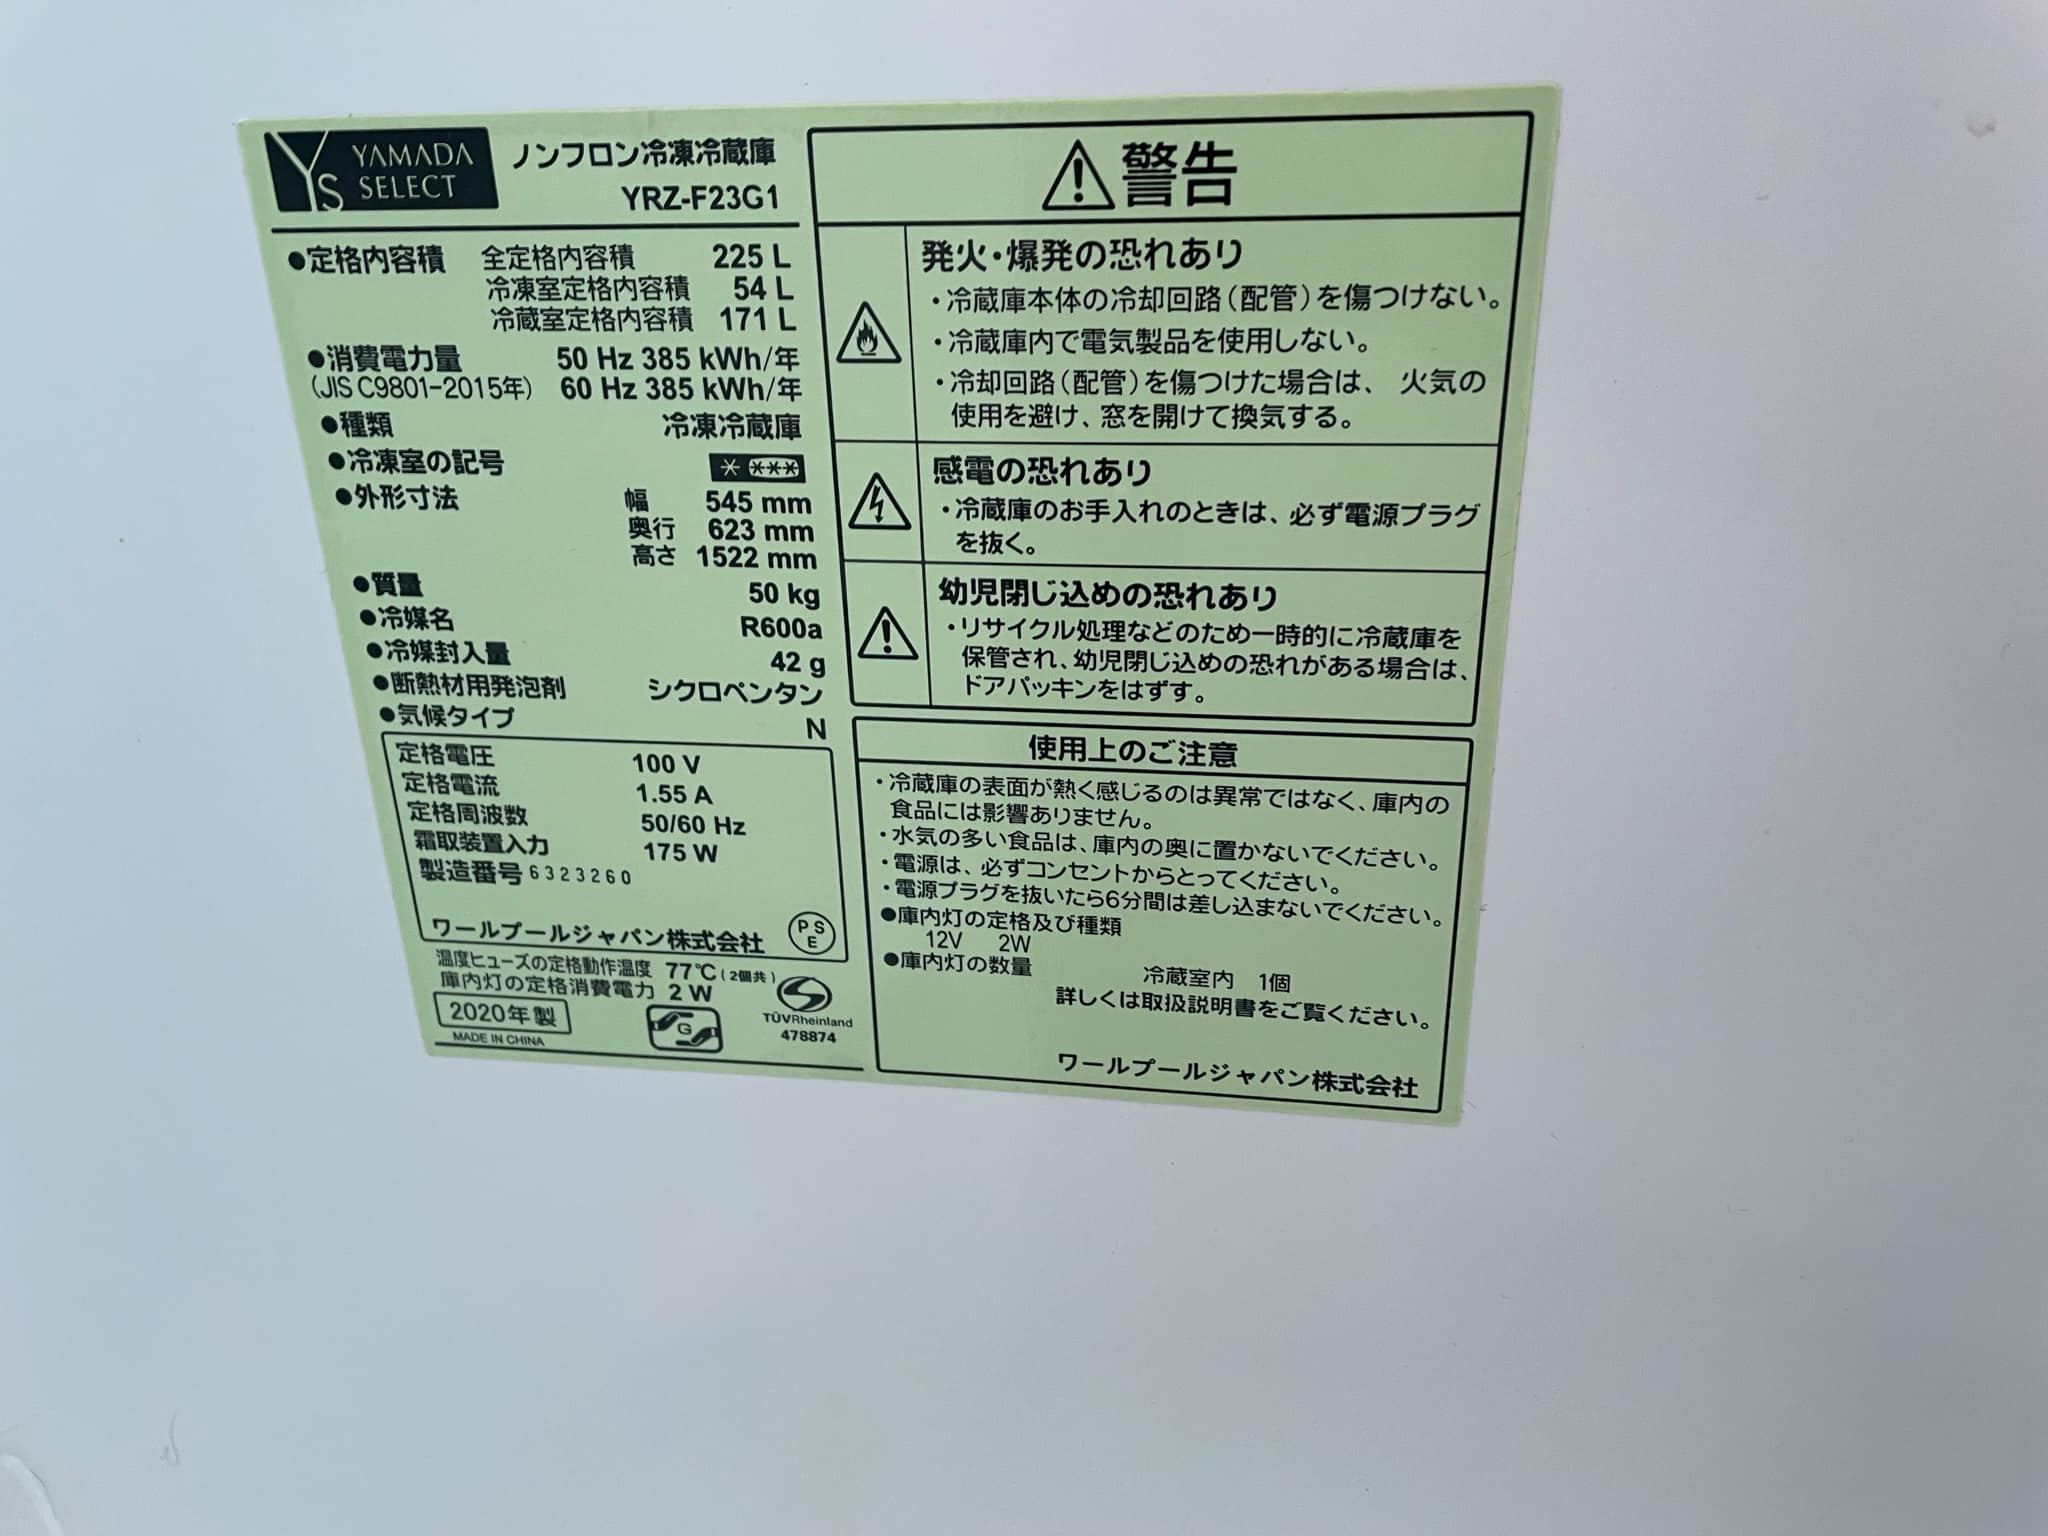 YS YAMADA SELECT
ノンフロン冷凍冷蔵庫
YRZ-F23G1
●定格内容積 全定格内容積 225 L
冷凍室定格内容積 54 L
冷蔵室定格内容積 171 L
●消費電力量 50 Hz 385 kWh/年
(JIS C9801-2015年) 60 Hz 385 kWh/年
●種類 冷凍冷蔵庫
●冷凍室の記号 * ***
●外形寸法 幅 545 mm
奥行 623 mm
高さ 1522 mm
●質量 50 kg
●冷媒名 R600a
●冷媒封入量 42 g
●断熱材用発泡剤 シクロペンタン
●気候タイプ N
定格電圧 100 V
定格電流 1.55 A
定格周波数 50/60 Hz
霜取装置入力 175 W
製造番号 6323260
ワールプールジャパン株式会社 PSE
温度ヒューズの定格動作温度 77℃(2個共)
庫内灯の定格消費電力 2 W
2020年製
MADE IN CHINA
G
TÜVRheinland
478874
警告
発火・爆発の恐れあり
・冷蔵庫本体の冷却回路(配管)を傷つけない。
・冷蔵庫内で電気製品を使用しない。
・冷却回路(配管)を傷つけた場合は、火気の
使用を避け、窓を開けて換気する。
感電の恐れあり
・冷蔵庫のお手入れのときは、必ず電源プラグ
を抜く。
幼児閉じ込めの恐れあり
・リサイクル処理などのため一時的に冷蔵庫を
保管され、幼児閉じ込めの恐れがある場合は、
ドアパッキンをはずす。
使用上のご注意
・冷蔵庫の表面が熱く感じるのは異常ではなく、庫内の
食品には影響ありません。
・水気の多い食品は、庫内の奥に置かないでください。
・電源は、必ずコンセントからとってください。
・電源プラグを抜いたら6分間は差し込まないでください。
●庫内灯の定格及び種類
12V 2W
●庫内灯の数量
冷蔵室内 1個
詳しくは取扱説明書をご覧ください。
ワールプールジャパン株式会社